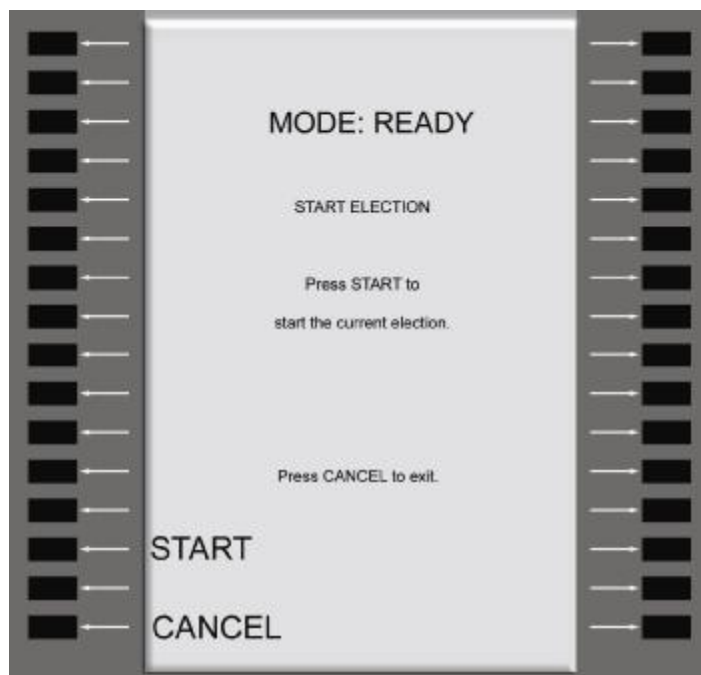 MODE: READY
START ELECTION
Press START to
start the current election.
Press CANCEL to exit.
START
CANCEL